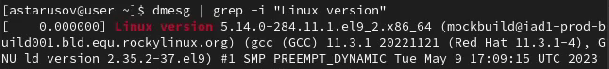 [astarusov@user ~]$ dmesg | grep -i "Linux version"
[    0.000000] Linux version 5.14.0-284.11.1.el9_2.x86_64 (mockbuild@iad1-prod-b
uild001.bld.equ.rockylinux.org) (gcc (GCC) 11.3.1 20221121 (Red Hat 11.3.1-4), G
NU ld version 2.35.2-37.el9) #1 SMP PREEMPT_DYNAMIC Tue May 9 17:09:15 UTC 2023